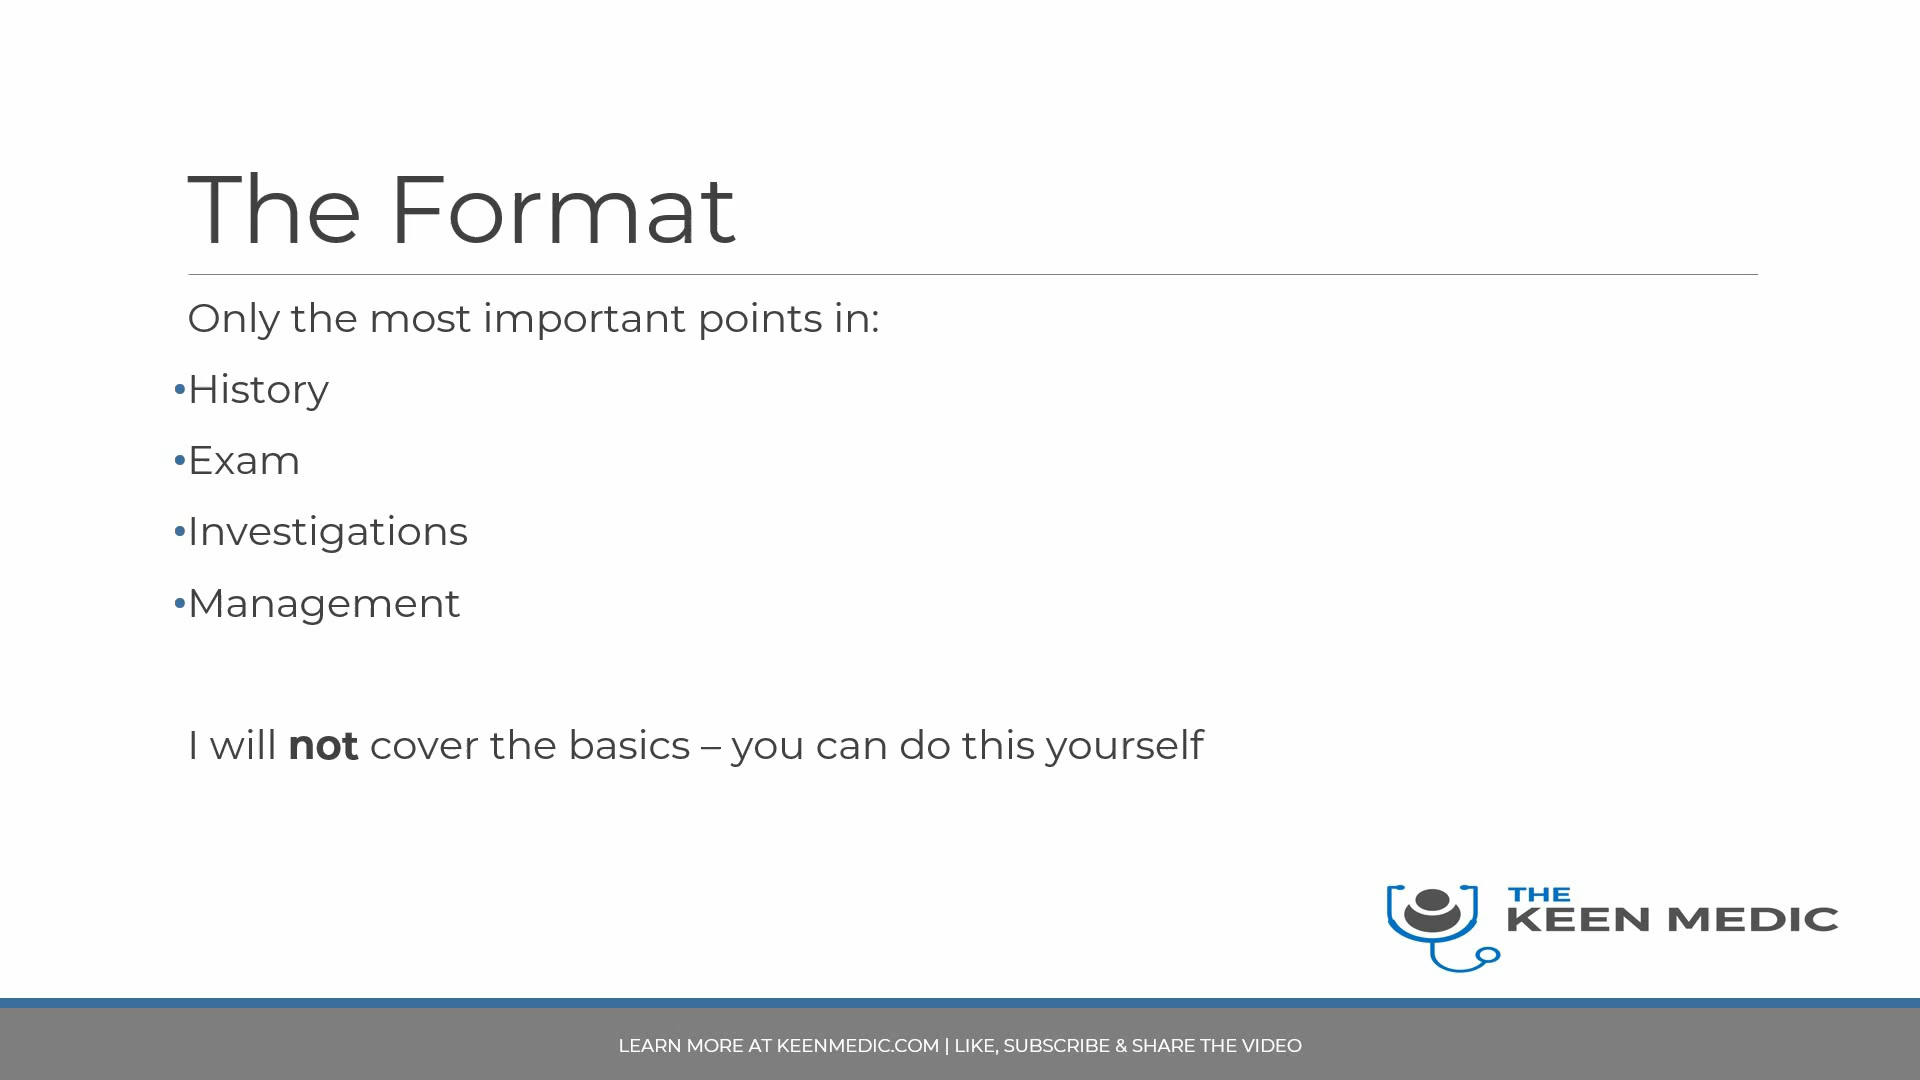 The Format
Only the most important points in:
•History
•Exam
•Investigations
•Management
I will not cover the basics – you can do this yourself
THE
KEEN MEDIC
LEARN MORE AT KEENMEDIC.COM | LIKE, SUBSCRIBE & SHARE THE VIDEO